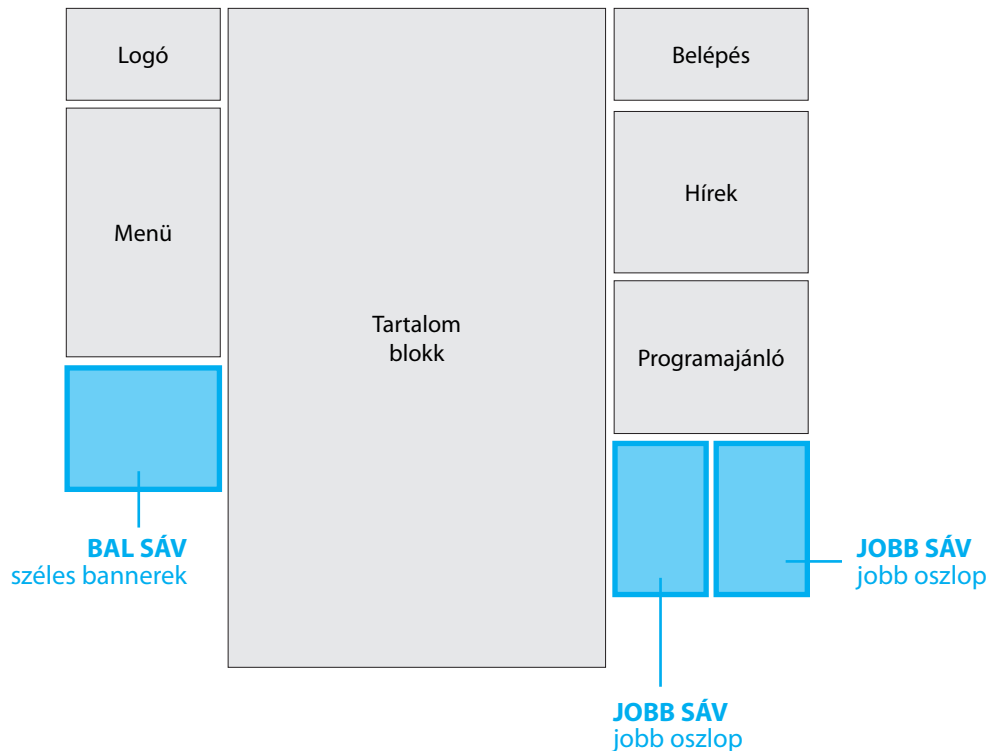 Logó
Belépés
Hírek
Menü
Tartalom
blokk
Programajánló
BAL SÁV
széles bannerek
JOBB SÁV
jobb oszlop
JOBB SÁV
jobb oszlop